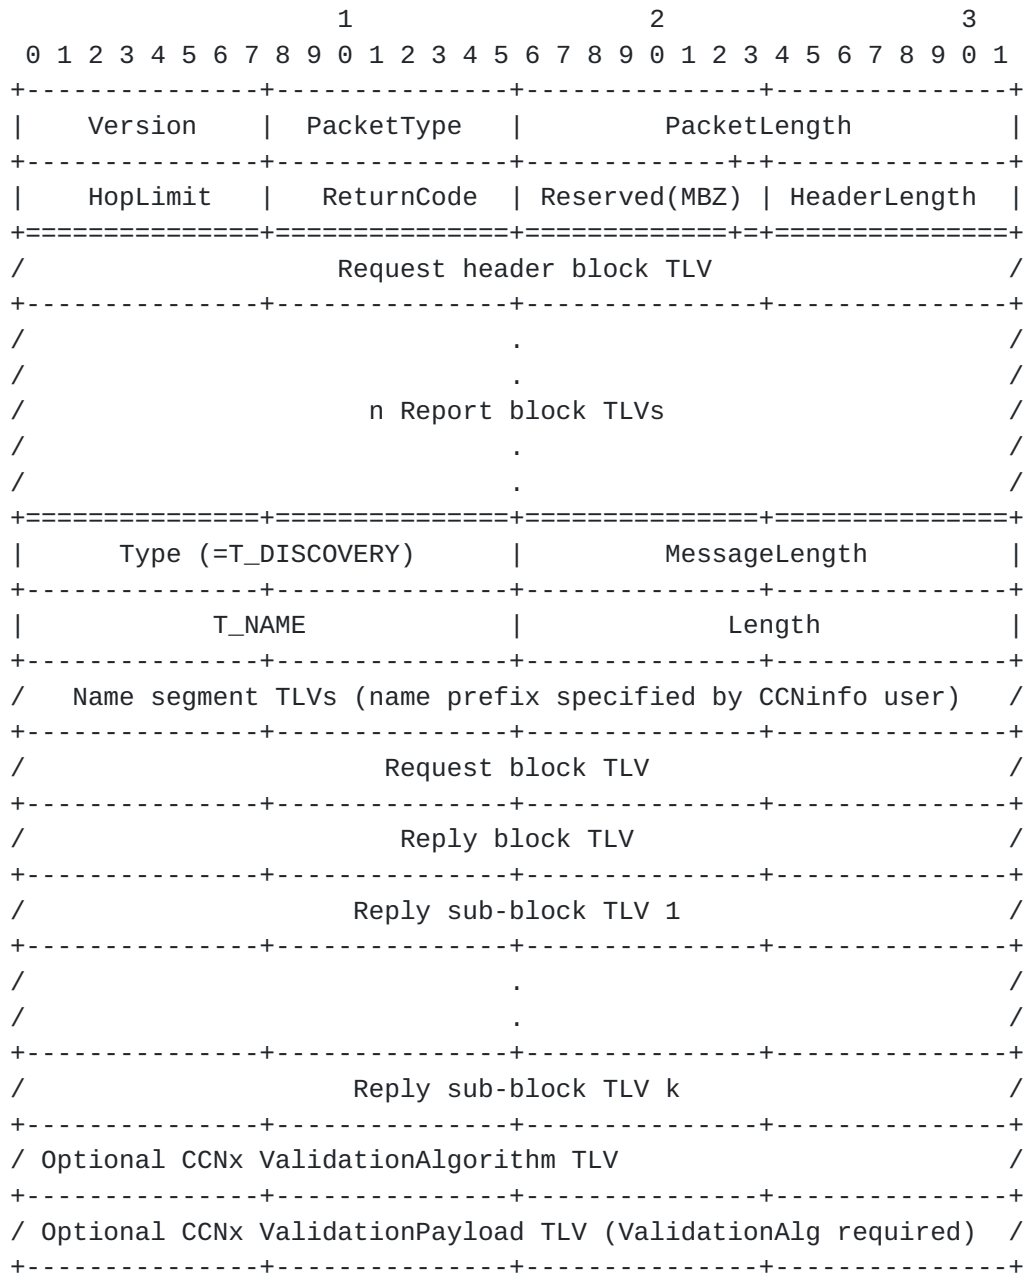 1                   2                   3
 0 1 2 3 4 5 6 7 8 9 0 1 2 3 4 5 6 7 8 9 0 1 2 3 4 5 6 7 8 9 0 1
+---------------+---------------+---------------+---------------+
|    Version    |  PacketType   |         PacketLength          |
+---------------+---------------+-------------+-+---------------+
|    HopLimit   |   ReturnCode  | Reserved(MBZ) | HeaderLength  |
+===============+===============+=============+=+===============+
/                    Request header block TLV                   /
+---------------+---------------+---------------+---------------+
/                               .                               /
/                               .                               /
/                      n Report block TLVs                      /
/                               .                               /
/                               .                               /
+===============+===============+===============+===============+
|      Type (=T_DISCOVERY)      |         MessageLength         |
+---------------+---------------+---------------+---------------+
|            T_NAME             |             Length            |
+---------------+---------------+---------------+---------------+
/   Name segment TLVs (name prefix specified by CCNinfo user)   /
+---------------+---------------+---------------+---------------+
/                       Request block TLV                       /
+---------------+---------------+---------------+---------------+
/                        Reply block TLV                        /
+---------------+---------------+---------------+---------------+
/                     Reply sub-block TLV 1                     /
+---------------+---------------+---------------+---------------+
/                               .                               /
/                               .                               /
+---------------+---------------+---------------+---------------+
/                     Reply sub-block TLV k                     /
+---------------+---------------+---------------+---------------+
/ Optional CCNx ValidationAlgorithm TLV                         /
+---------------+---------------+---------------+---------------+
/ Optional CCNx ValidationPayload TLV (ValidationAlg required)  /
+---------------+---------------+---------------+---------------+